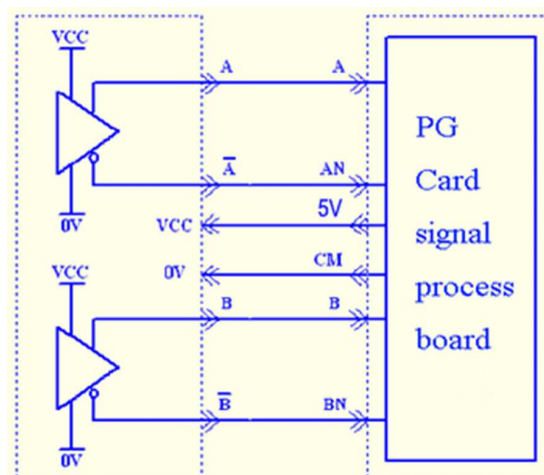 VCC
A A
A̅ AN
0V
VCC 5V
0V CM
VCC
B B
B̅ BN
0V
PG
Card
signal
process
board